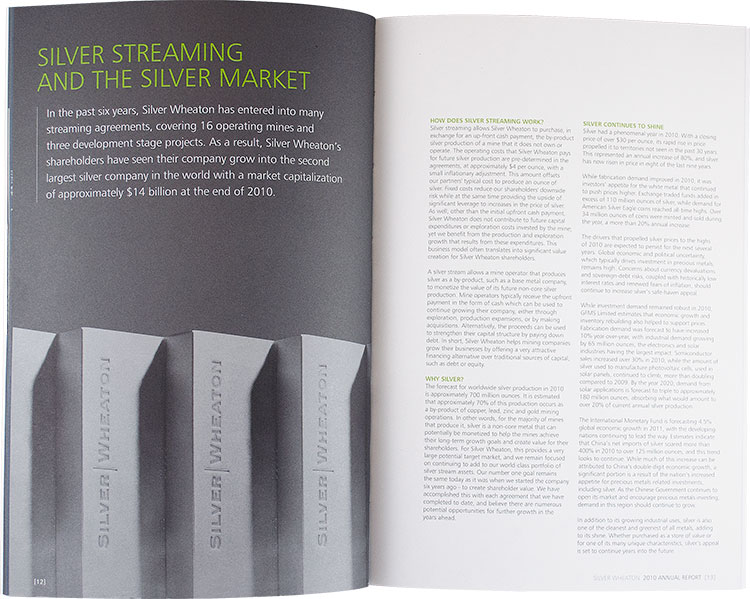 SILVER STREAMING
AND THE SILVER MARKET
In the past six years, Silver Wheaton has entered into many
streaming agreements, covering 16 operating mines and
three development stage projects. As a result, Silver Wheaton's
shareholders have seen their company grow into the second
largest silver company in the world with a market capitalization
of approximately $14 billion at the end of 2010.
SILVER | WHEATON
SILVER | WHEATON
SILVER | WHEATON
[12]
HOW DOES SILVER STREAMING WORK?
Silver streaming allows Silver Wheaton to purchase, in
exchange for an up-front cash payment, the by-product
silver production of a mine that it does not own or
operate. The operating costs that Silver Wheaton pays
for future silver production are pre-determined in the
agreements, at approximately $4 per ounce, with a
small inflationary adjustment. This amount offsets
our partners' typical cost to produce an ounce of
silver. Fixed costs reduce our shareholders' downside
risk while at the same time providing the upside of
significant leverage to increases in the price of silver.
As well, other than the initial upfront cash payment,
Silver Wheaton does not contribute to future capital
expenditures or exploration costs invested by the mine;
yet we benefit from the production and exploration
growth that results from these expenditures. This
business model often translates into significant value
creation for Silver Wheaton shareholders.
A silver stream allows a mine operator that produces
silver as a by-product, such as a base metal company,
to monetize the value of its future non-core silver
production. Mine operators typically receive the upfront
payment in the form of cash which can be used to
continue growing their company, either through
exploration, production expansions, or by making
acquisitions. Alternatively, the proceeds can be used
to strengthen their capital structure by paying down
debt. In short, Silver Wheaton helps mining companies
grow their businesses by offering a very attractive
financing alternative over traditional sources of capital,
such as debt or equity.
WHY SILVER?
The forecast for worldwide silver production in 2010
is approximately 700 million ounces. It is estimated
that approximately 70% of this production occurs as
a by-product of copper, lead, zinc and gold mining
operations. In other words, for the majority of mines
that produce it, silver is a non-core metal that can
potentially be monetized to help the mines achieve
their long-term growth goals and create value for their
shareholders. For Silver Wheaton, this provides a very
large potential target market, and we remain focused
on continuing to add to our world-class portfolio of
silver stream assets. Our number one goal remains
the same today as it was when we started the company
six years ago – to create shareholder value. We have
accomplished this with each agreement that we have
completed to date, and believe there are numerous
potential opportunities for further growth in the
years ahead.
SILVER CONTINUES TO SHINE
Silver had a phenomenal year in 2010. With a closing
price of over $30 per ounce, its rapid rise in price
propelled it to territories not seen in the past 30 years.
This represented an annual increase of 80%, and silver
has now risen in price in eight of the last nine years.
While fabrication demand improved in 2010, it was
investors' appetite for the white metal that continued
to push prices higher. Exchange traded funds added in
excess of 110 million ounces of silver, while demand for
American Silver Eagle coins reached all-time highs. Over
34 million ounces of coins were minted and sold during
the year, a more than 20% annual increase.
The drivers that propelled silver prices to the highs
of 2010 are expected to persist for the next several
years. Global economic and political uncertainty,
which typically drives investment in precious metals,
remains high. Concerns about currency devaluations
and sovereign-debt risks, coupled with historically low
interest rates and renewed fears of inflation, should
continue to increase silver's safe-haven appeal.
While investment demand remained robust in 2010,
GFMS Limited estimates that economic growth and
inventory rebuilding also helped to support prices.
Fabrication demand was forecast to have increased
10% year-over-year, with industrial demand growing
by 65 million ounces, the electronics and solar
industries having the largest impact. Semiconductor
sales increased over 30% in 2010, while the amount of
silver used to manufacture photovoltaic cells, used in
solar panels, continued to climb, more than doubling
compared to 2009. By the year 2020, demand from
solar applications is forecast to triple to approximately
180 million ounces, absorbing what would amount to
over 20% of current annual silver production.
The International Monetary Fund is forecasting 4.5%
global economic growth in 2011, with the developing
nations continuing to lead the way. Estimates indicate
that China's net imports of silver soared more than
400% in 2010 to over 125 million ounces, and this trend
looks to continue. While much of this increase can be
attributed to China's double-digit economic growth, a
significant portion is a result of the nation's increased
appetite for precious metals related investments,
including silver. As the Chinese Government continues to
open its market and encourage precious metals investing,
demand in this region should continue to grow.
In addition to its growing industrial uses, silver is also
one of the cleanest and greenest of all metals, adding
to its shine. Whether purchased as a store of value or
for one of its many unique characteristics, silver's appeal
is set to continue years into the future.
SILVER WHEATON 2010 ANNUAL REPORT [13]